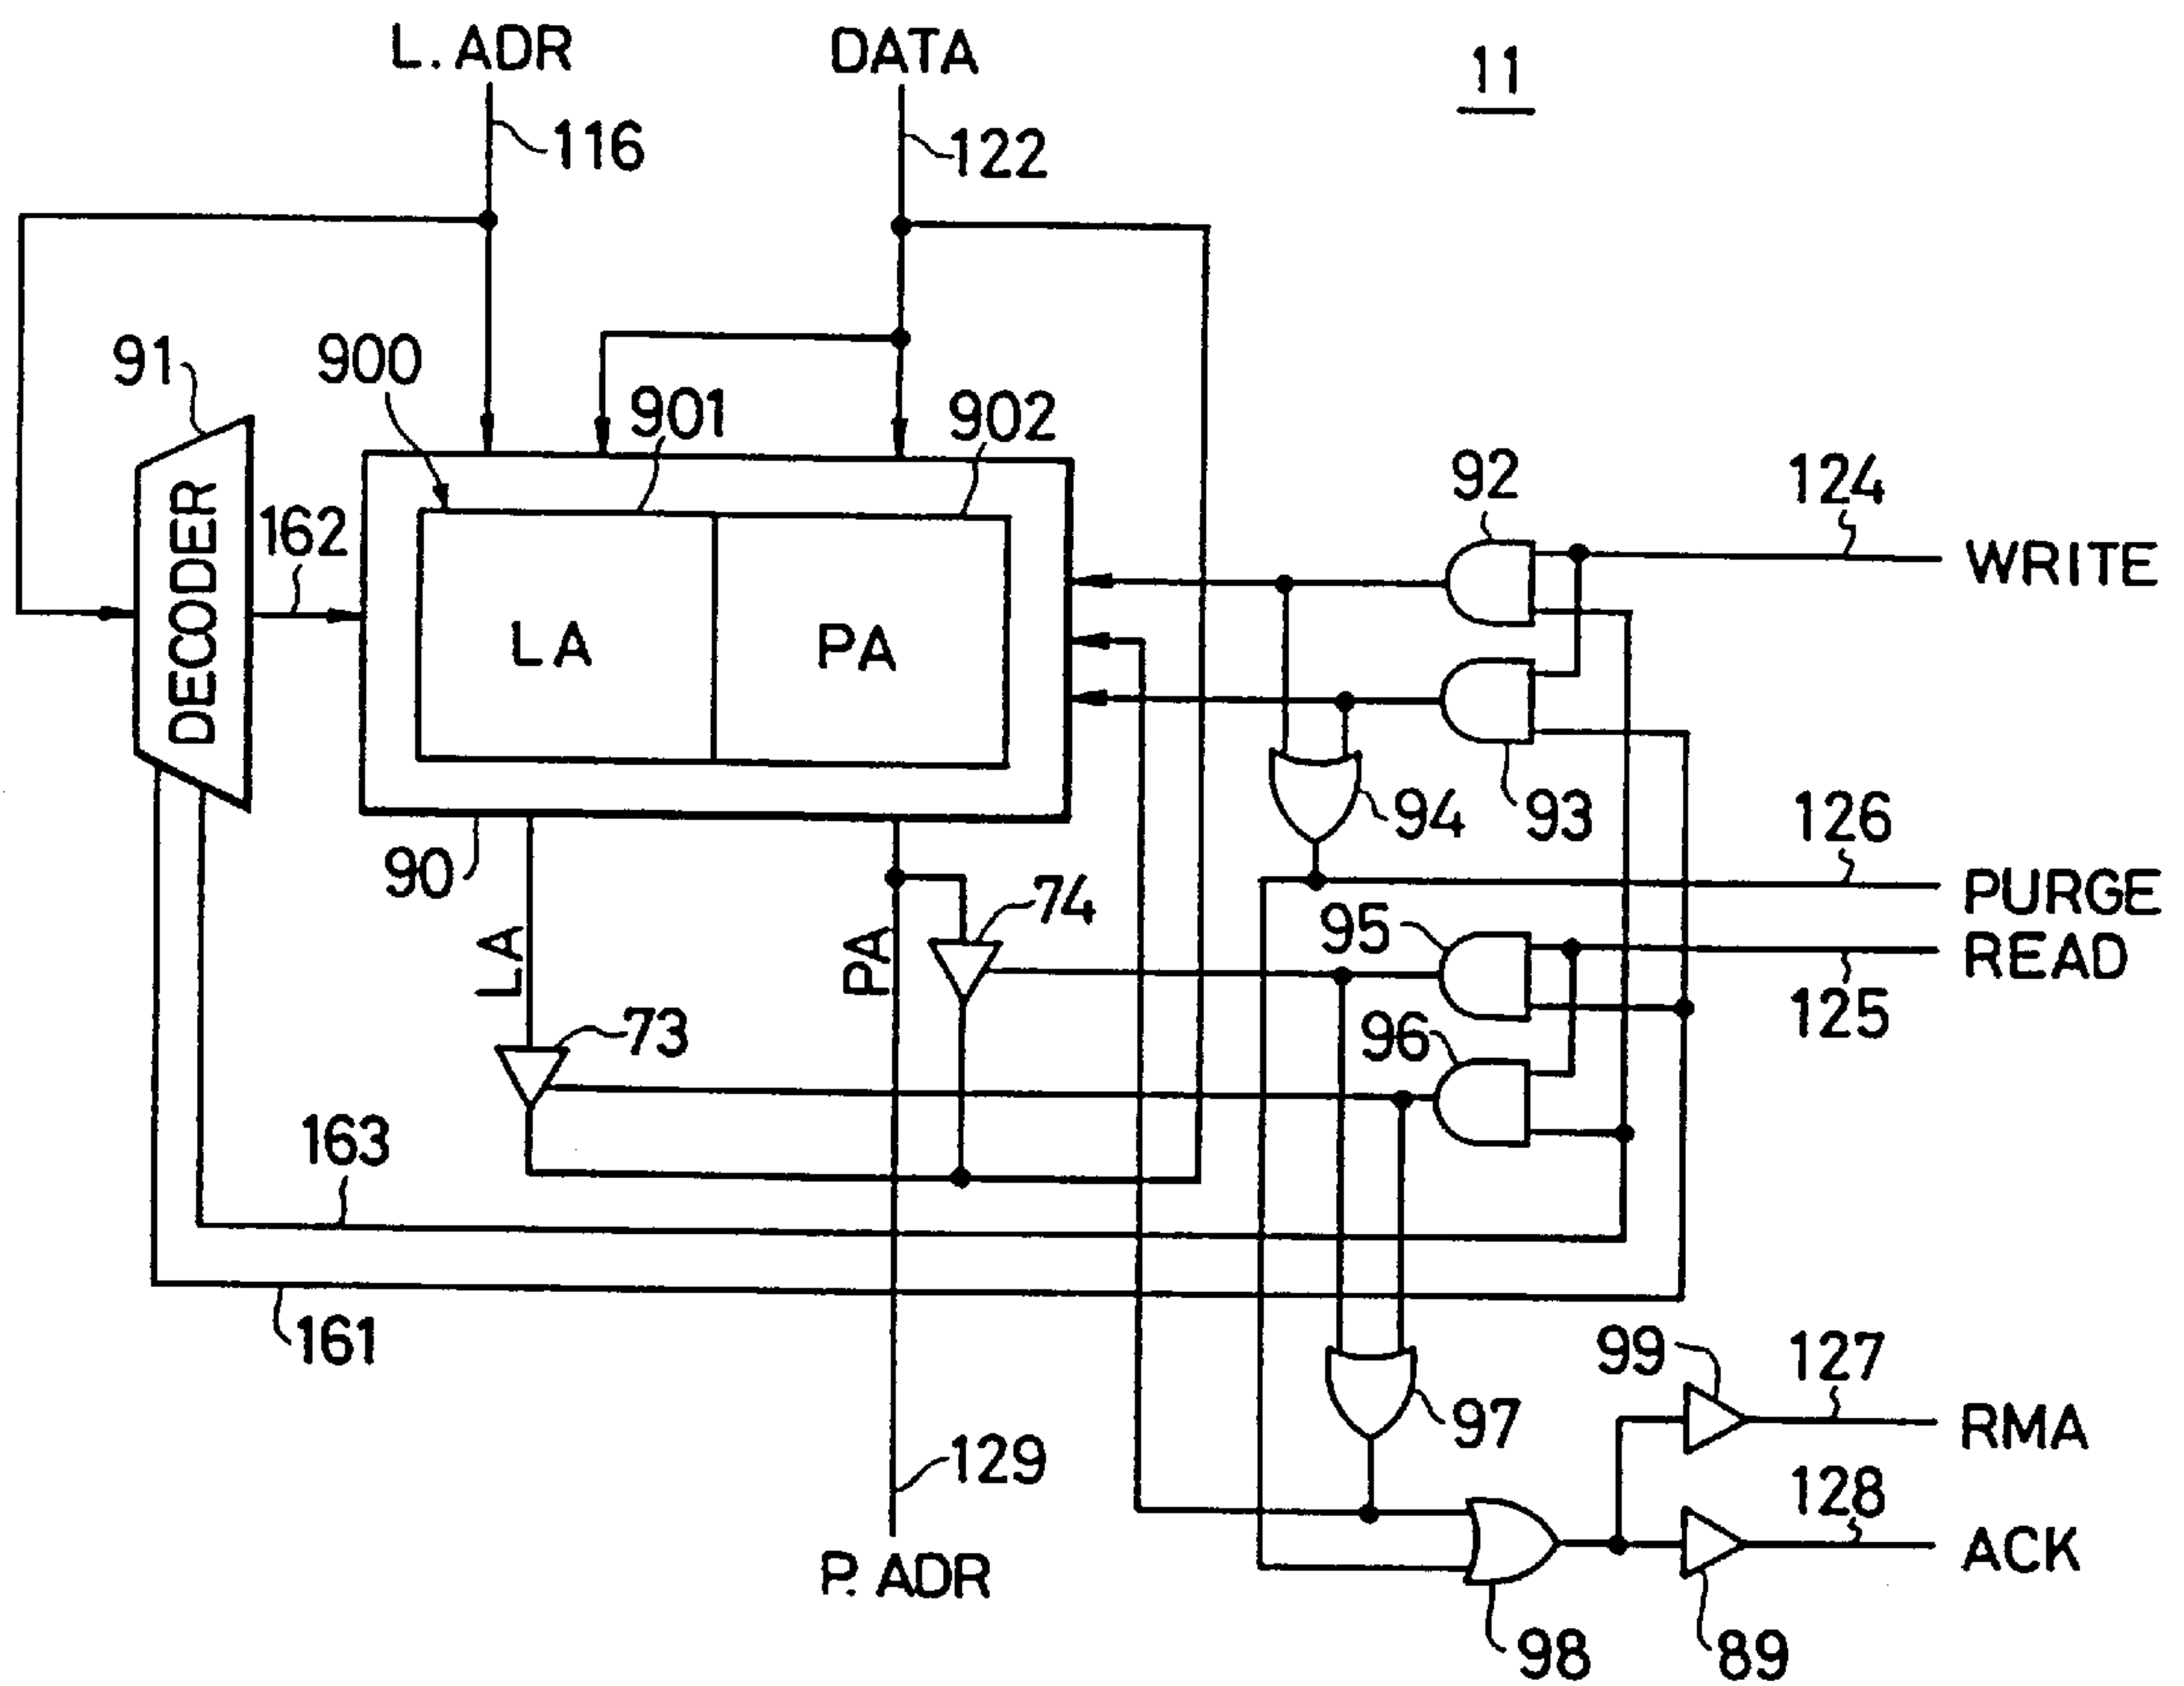 L. ADR
DATA
11
116
122
91
900
901
902
92
124
WRITE
DECODER
162
LA
PA
94
93
126
PURGE
90
74
95
READ
LA
PA
125
73
96
163
161
99
127
RMA
97
129
128
ACK
P. ADR
98
89